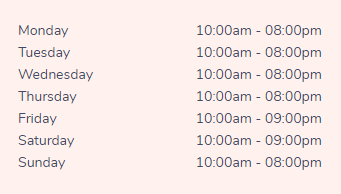 Monday 10:00am - 08:00pm
Tuesday 10:00am - 08:00pm
Wednesday 10:00am - 08:00pm
Thursday 10:00am - 08:00pm
Friday 10:00am - 09:00pm
Saturday 10:00am - 09:00pm
Sunday 10:00am - 08:00pm